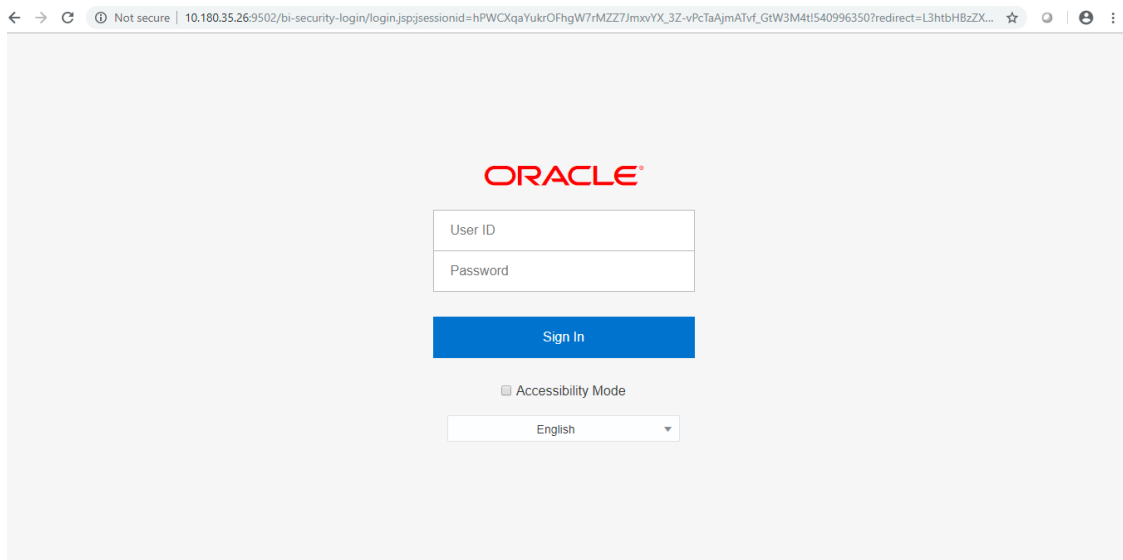 Not secure | 10.180.35.26:9502/bi-security-login/login.jsp;jsessionid=hPWCXqaYukrOFhgW7rMZZ7JmxvYX_3Z-vPcTaAjmATvf_GtW3M4t!540996350?redirect=L3htbHBzZX...
ORACLE®
User ID
Password
Sign In
Accessibility Mode
English